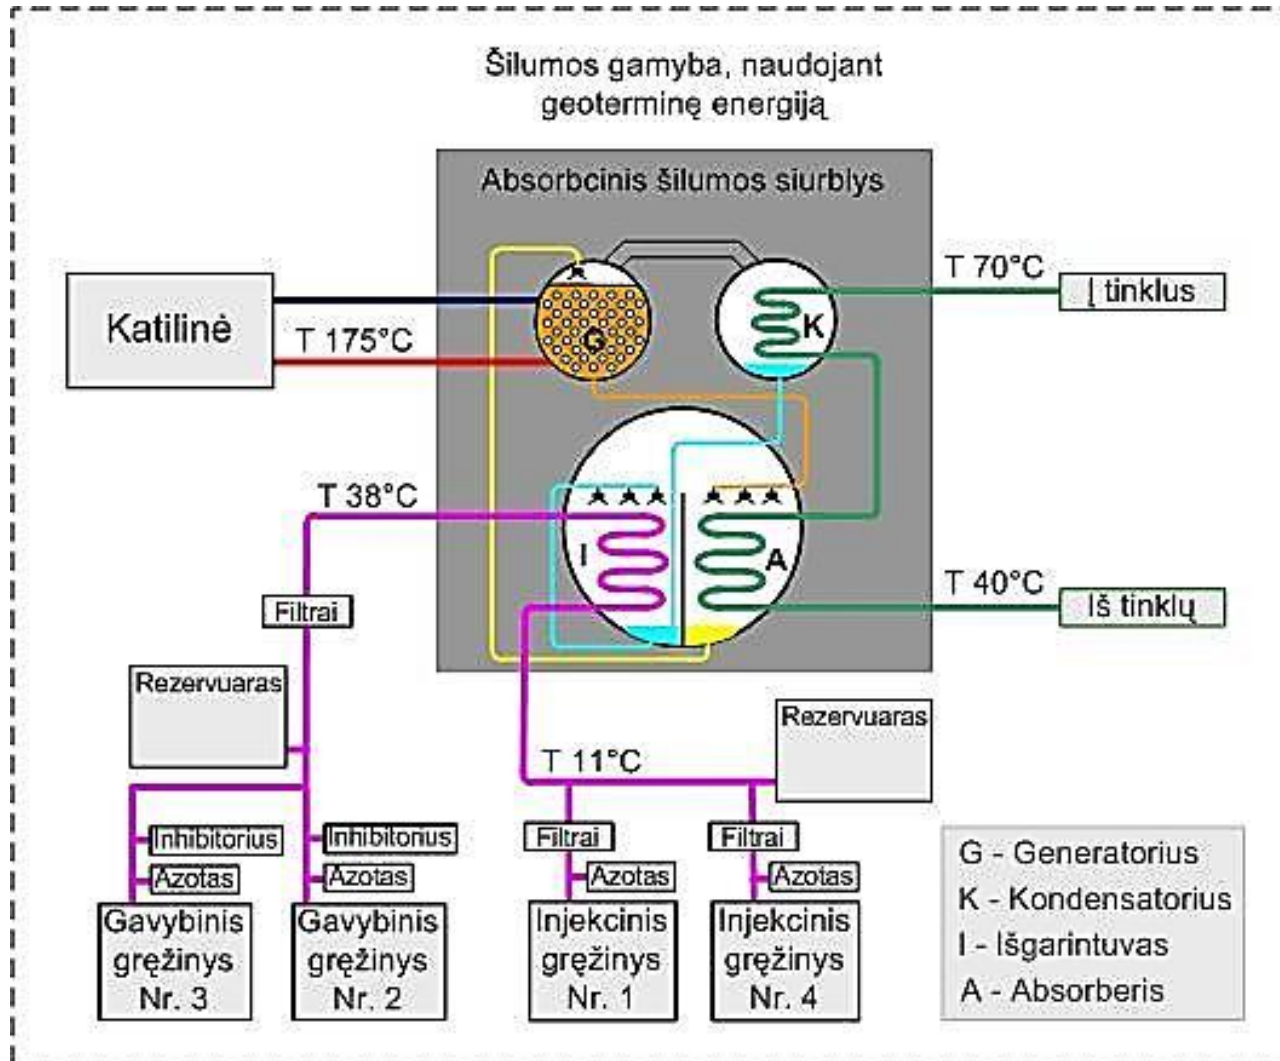 Šilumos gamyba, naudojant
geoterminę energiją
Absorbcinis šilumos siurblys
Katilinė
T 175°C
G
K
T 70°C
Į tinklus
T 38°C
I
A
T 40°C
Iš tinklų
Filtrai
Rezervuaras
Rezervuaras
T 11°C
Inhibitorius
Inhibitorius
Azotas
Azotas
Filtrai
Filtrai
Azotas
Azotas
Gavybinis
gręžinys
Nr. 3
Gavybinis
gręžinys
Nr. 2
Injekcinis
gręžinys
Nr. 1
Injekcinis
gręžinys
Nr. 4
G - Generatorius
K - Kondensatorius
I - Išgarintuvas
A - Absorberis